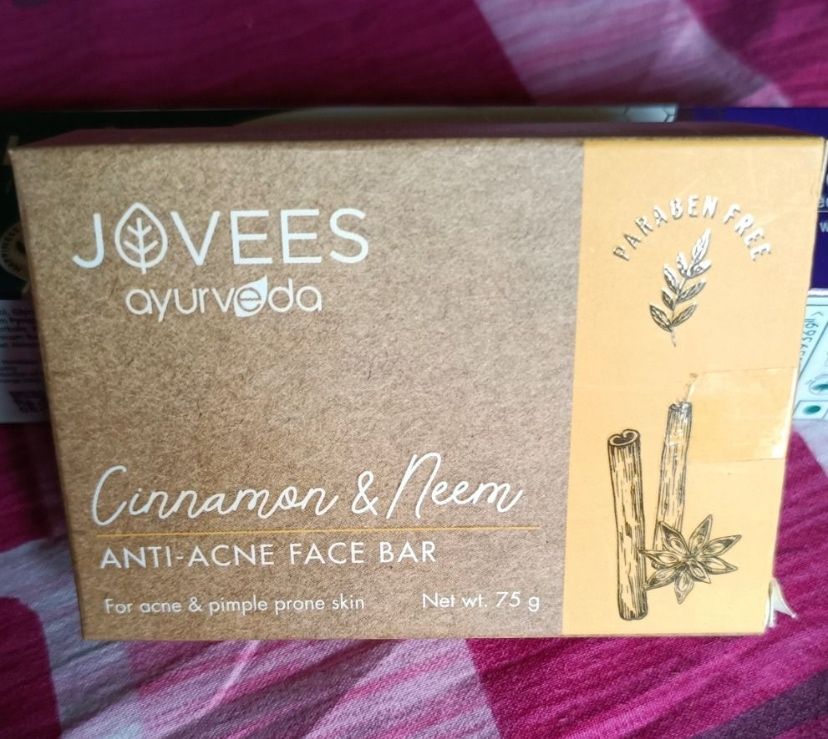 JOVEES
ayurveda
PARABEN FREE
Cinnamon & Neem
ANTI-ACNE FACE BAR
For acne & pimple prone skin
Net wt. 75 g